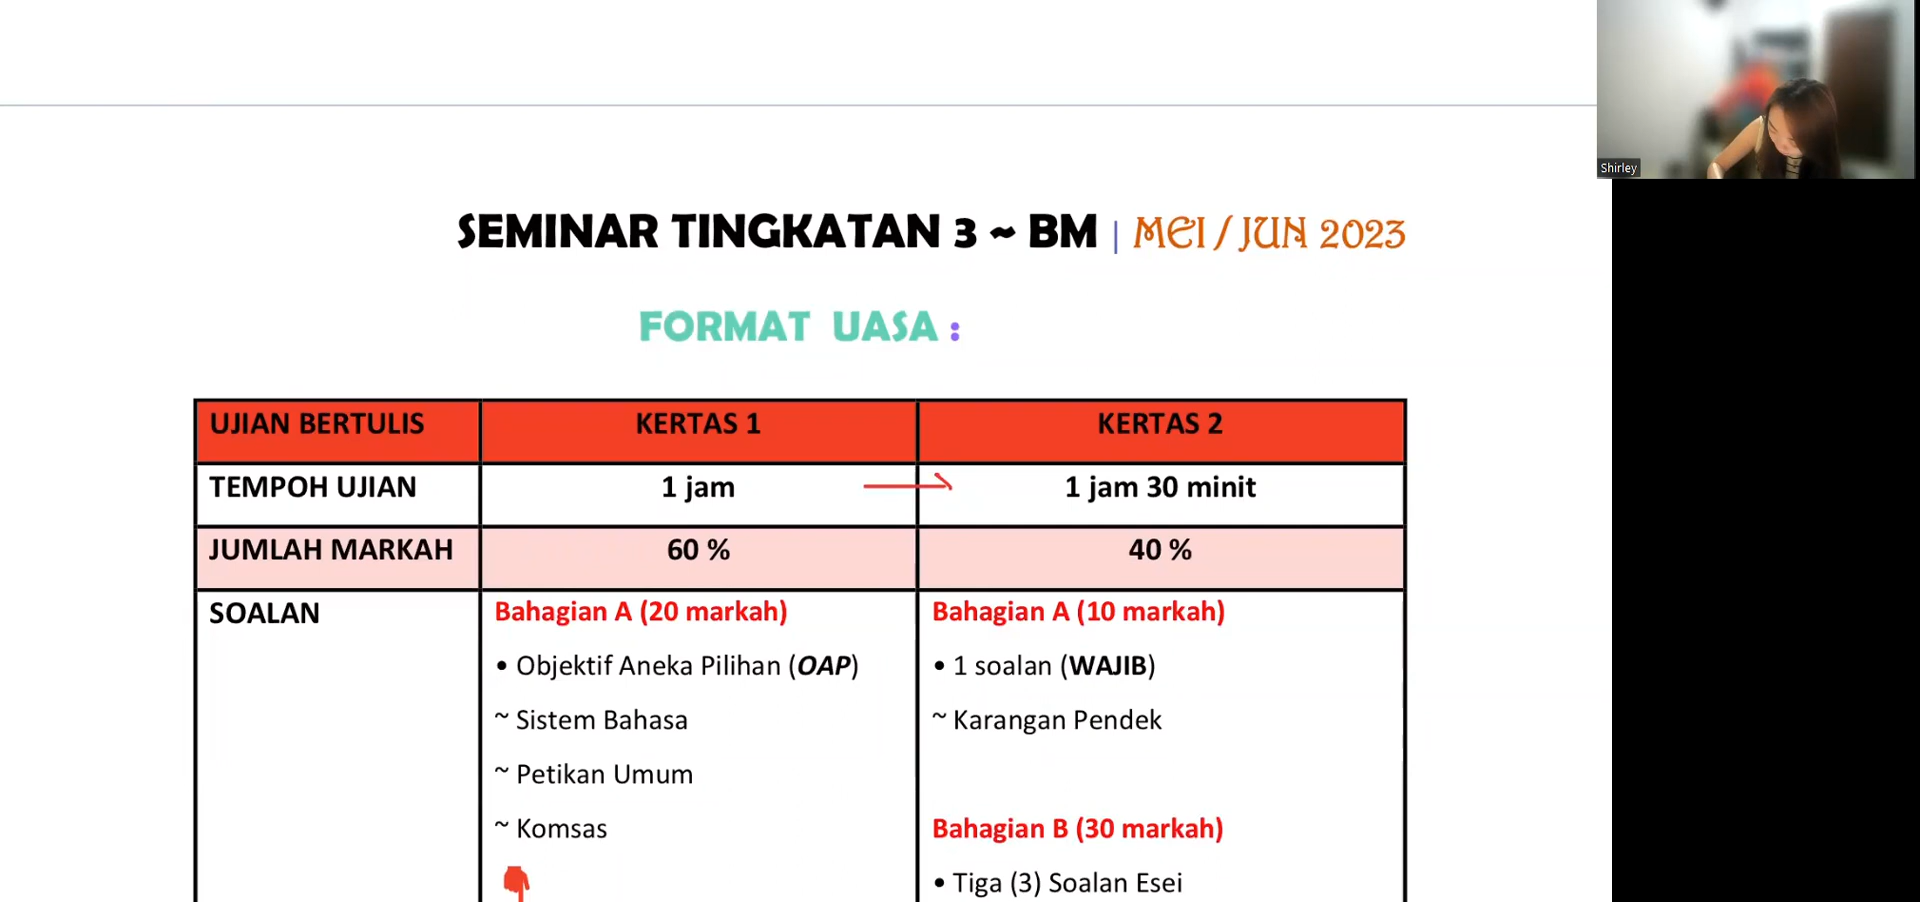 Shirley
SEMINAR TINGKATAN 3 ~ BM | MEI / JUN 2023
FORMAT UASA :
UJIAN BERTULIS KERTAS 1 KERTAS 2
TEMPOH UJIAN 1 jam 1 jam 30 minit
JUMLAH MARKAH 60 % 40 %
SOALAN
Bahagian A (20 markah)
• Objektif Aneka Pilihan (OAP)
~ Sistem Bahasa
~ Petikan Umum
~ Komsas
Bahagian A (10 markah)
• 1 soalan (WAJIB)
~ Karangan Pendek
Bahagian B (30 markah)
• Tiga (3) Soalan Esei